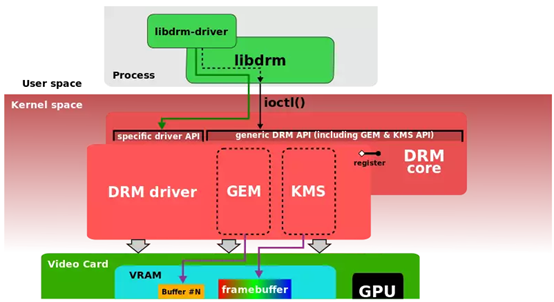 libdrm-driver
libdrm
Process
User space
Kernel space
ioctl()
specific driver API
generic DRM API (including GEM & KMS API)
register
DRM
core
DRM driver
GEM
KMS
Video Card
VRAM
Buffer #N
framebuffer
GPU